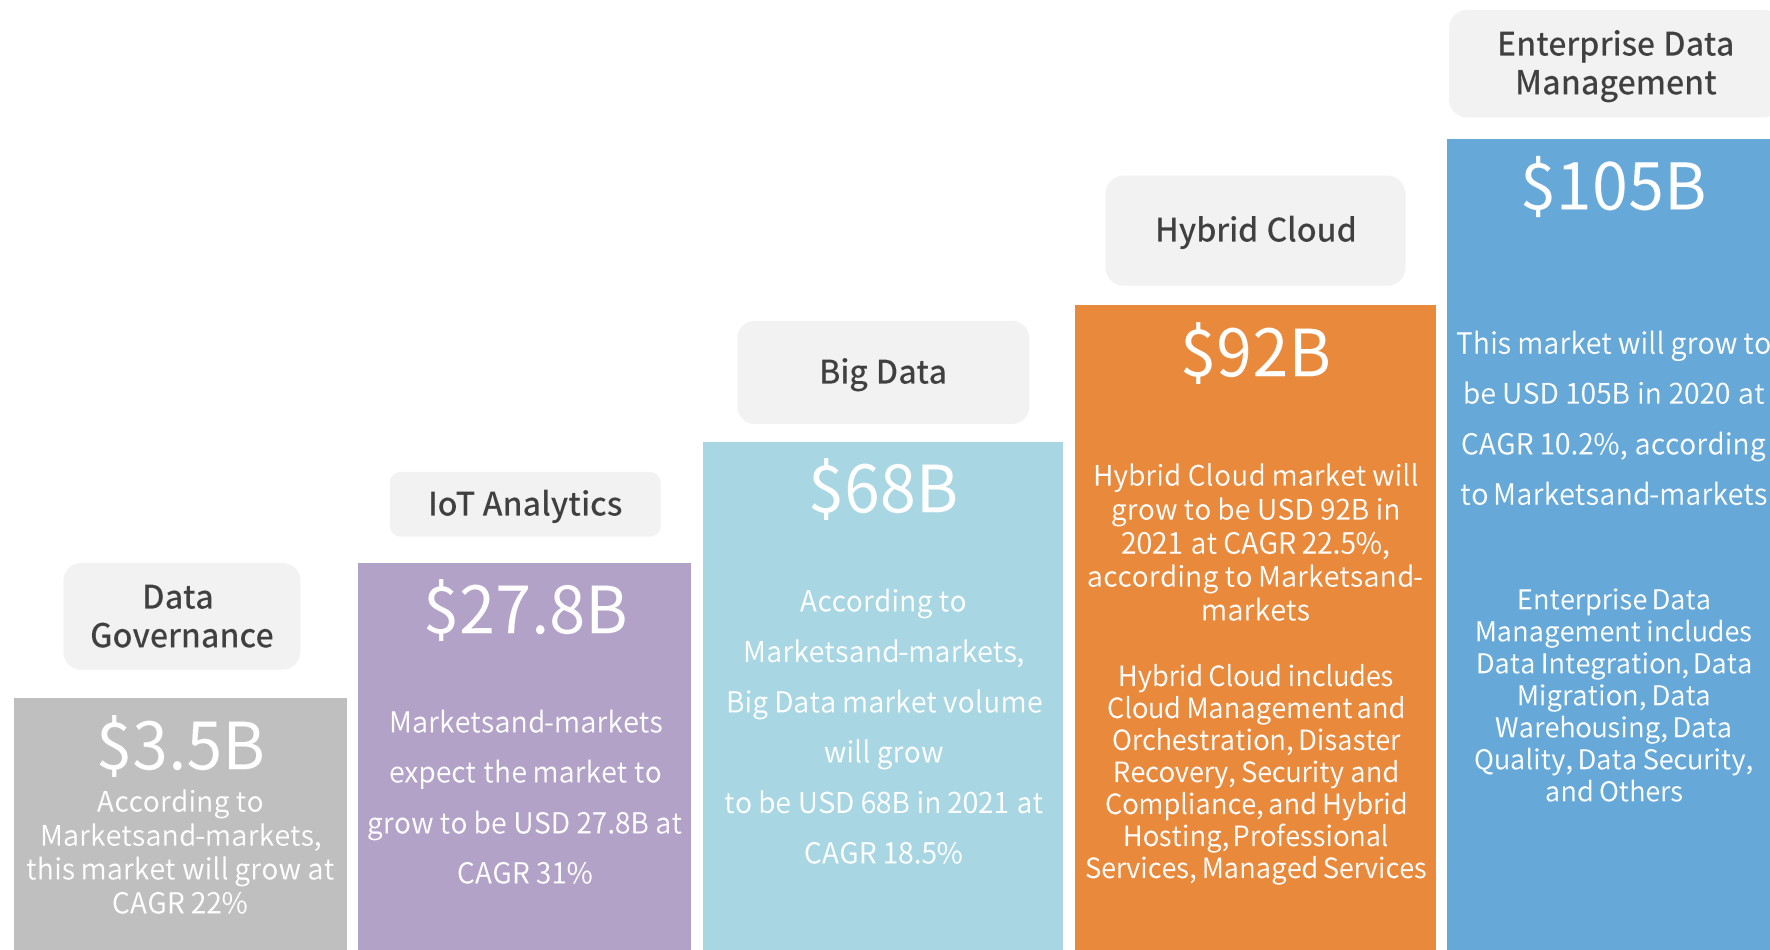 Data
Governance
$3.5B
According to
Marketsand-markets,
this market will grow at
CAGR 22%
IoT Analytics
$27.8B
Marketsand-markets
expect the market to
grow to be USD 27.8B at
CAGR 31%
Big Data
$68B
According to
Marketsand-markets,
Big Data market volume
will grow
to be USD 68B in 2021 at
CAGR 18.5%
Hybrid Cloud
$92B
Hybrid Cloud market will
grow to be USD 92B in
2021 at CAGR 22.5%,
according to Marketsand-
markets
Hybrid Cloud includes
Cloud Management and
Orchestration, Disaster
Recovery, Security and
Compliance, and Hybrid
Hosting, Professional
Services, Managed Services
Enterprise Data
Management
$105B
This market will grow to
be USD 105B in 2020 at
CAGR 10.2%, according
to Marketsand-markets
Enterprise Data
Management includes
Data Integration, Data
Migration, Data
Warehousing, Data
Quality, Data Security,
and Others